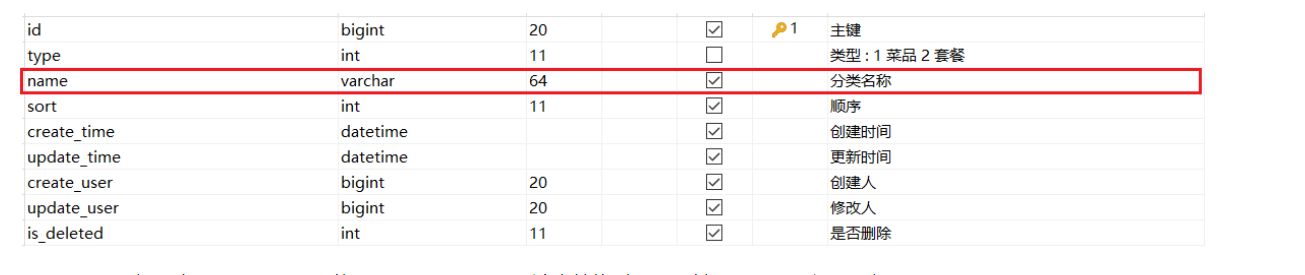 id bigint 20 1 主键
type int 11 类型 : 1 菜品 2 套餐
name varchar 64 分类名称
sort int 11 顺序
create_time datetime 创建时间
update_time datetime 更新时间
create_user bigint 20 创建人
update_user bigint 20 修改人
is_deleted int 11 是否删除